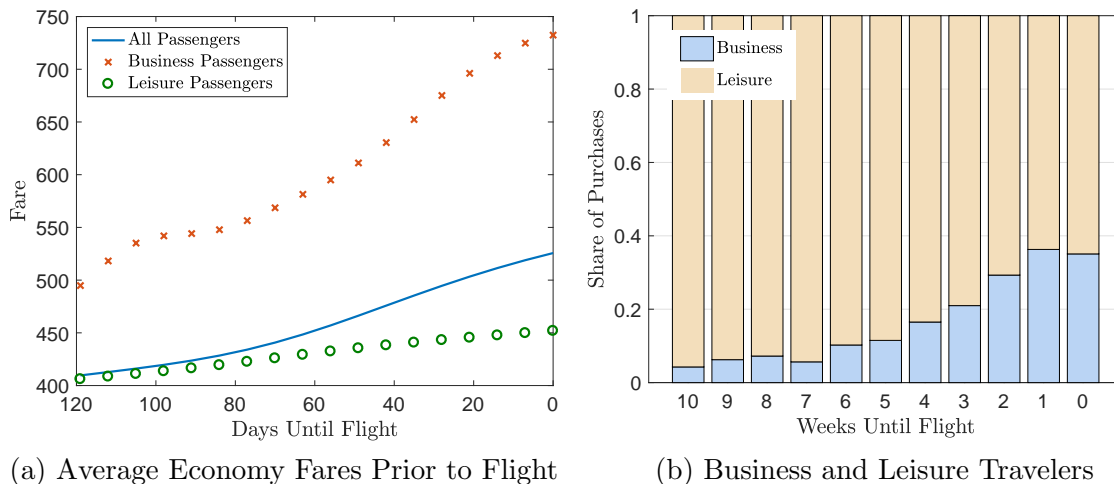 750
700
650
600
550
500
450
400
Fare
All Passengers
Business Passengers
Leisure Passengers
120 100 80 60 40 20 0
Days Until Flight
(a) Average Economy Fares Prior to Flight
1
0.8
0.6
0.4
0.2
0
Share of Purchases
Business
Leisure
10 9 8 7 6 5 4 3 2 1 0
Weeks Until Flight
(b) Business and Leisure Travelers